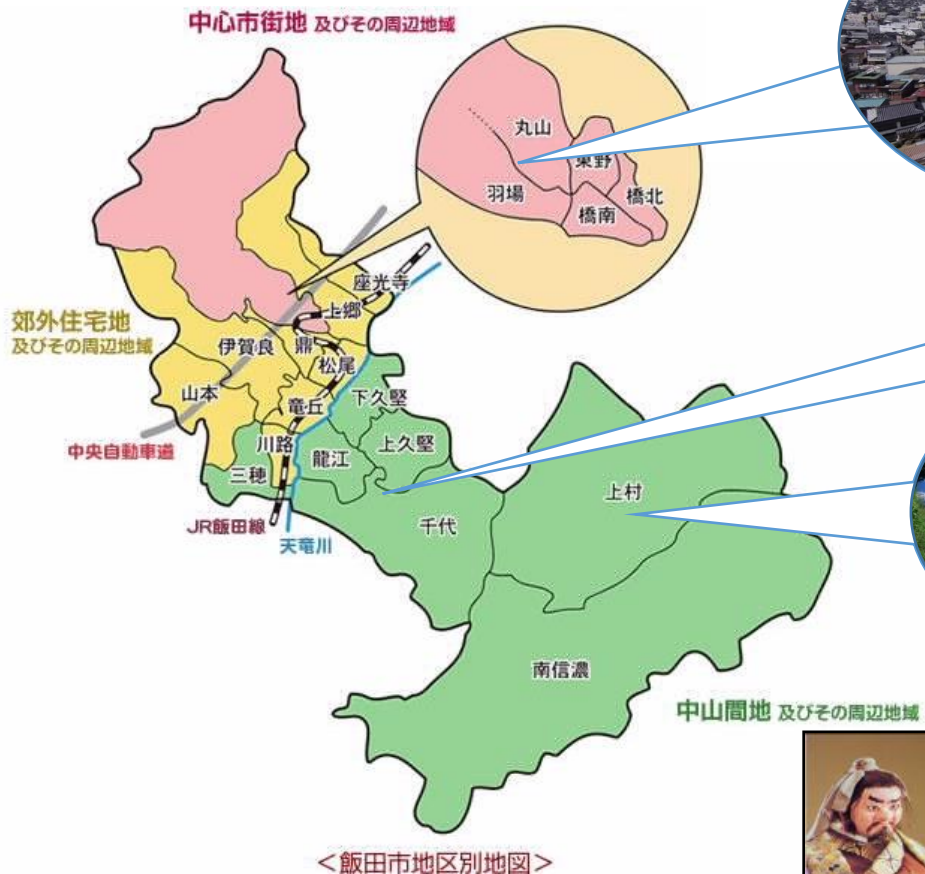 中心市街地 及びその周辺地域
丸山
東野
羽場
橋北
橋南
座光寺
上郷
郊外住宅地
及びその周辺地域
伊賀良
鼎
松尾
山本
下久堅
竜丘
中央自動車道
川路
上久堅
三穂
龍江
上村
JR飯田線
千代
天竜川
南信濃
中山間地 及びその周辺地域
＜飯田市地区別地図＞